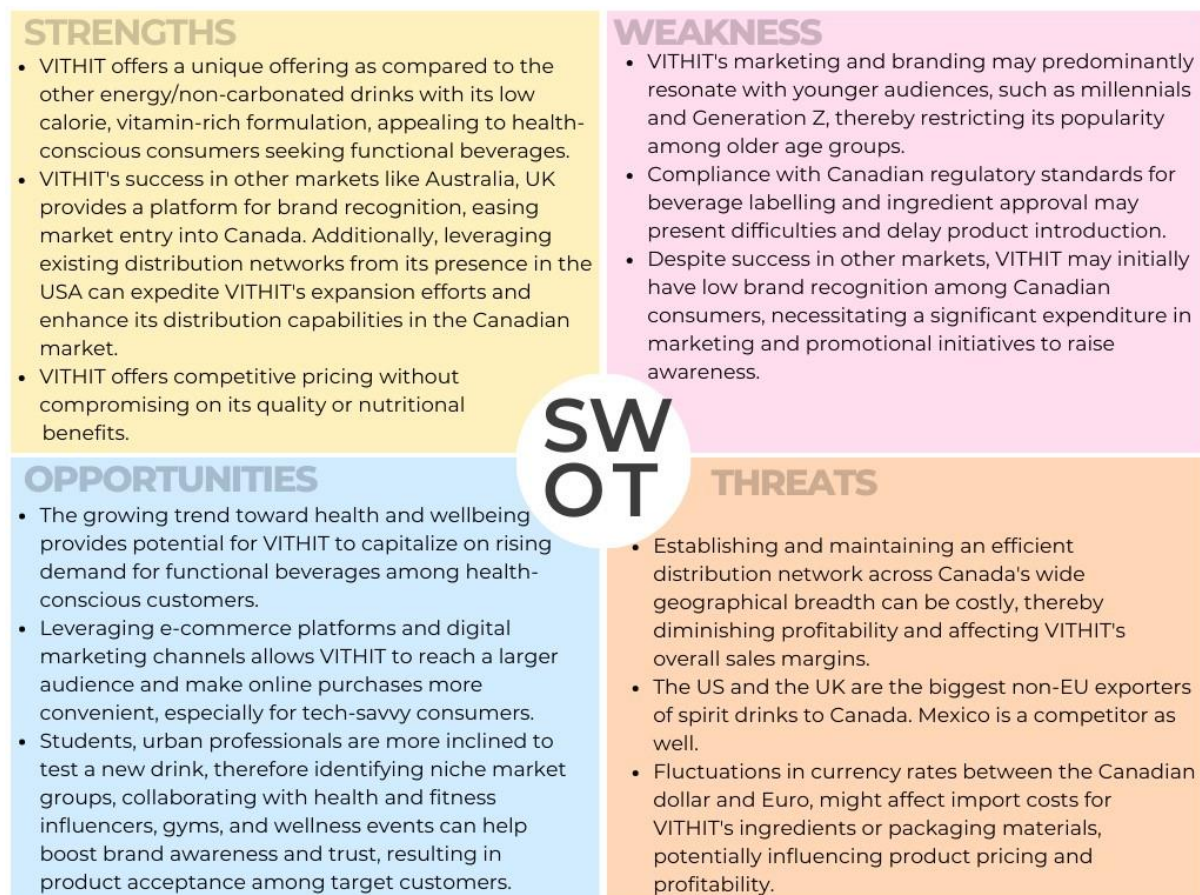 STRENGTHS
• VITHIT offers a unique offering as compared to the
other energy/non-carbonated drinks with its low
calorie, vitamin-rich formulation, appealing to health-
conscious consumers seeking functional beverages.
• VITHIT's success in other markets like Australia, UK
provides a platform for brand recognition, easing
market entry into Canada. Additionally, leveraging
existing distribution networks from its presence in the
USA can expedite VITHIT's expansion efforts and
enhance its distribution capabilities in the Canadian
market.
• VITHIT offers competitive pricing without
compromising on its quality or nutritional
benefits.
WEAKNESS
• VITHIT's marketing and branding may predominantly
resonate with younger audiences, such as millennials
and Generation Z, thereby restricting its popularity
among older age groups.
• Compliance with Canadian regulatory standards for
beverage labelling and ingredient approval may
present difficulties and delay product introduction.
• Despite success in other markets, VITHIT may initially
have low brand recognition among Canadian
consumers, necessitating a significant expenditure in
marketing and promotional initiatives to raise
awareness.
SW
OT
OPPORTUNITIES
• The growing trend toward health and wellbeing
provides potential for VITHIT to capitalize on rising
demand for functional beverages among health-
conscious customers.
• Leveraging e-commerce platforms and digital
marketing channels allows VITHIT to reach a larger
audience and make online purchases more
convenient, especially for tech-savvy consumers.
• Students, urban professionals are more inclined to
test a new drink, therefore identifying niche market
groups, collaborating with health and fitness
influencers, gyms, and wellness events can help
boost brand awareness and trust, resulting in
product acceptance among target customers.
THREATS
• Establishing and maintaining an efficient
distribution network across Canada's wide
geographical breadth can be costly, thereby
diminishing profitability and affecting VITHIT's
overall sales margins.
• The US and the UK are the biggest non-EU exporters
of spirit drinks to Canada. Mexico is a competitor as
well.
• Fluctuations in currency rates between the Canadian
dollar and Euro, might affect import costs for
VITHIT's ingredients or packaging materials,
potentially influencing product pricing and
profitability.